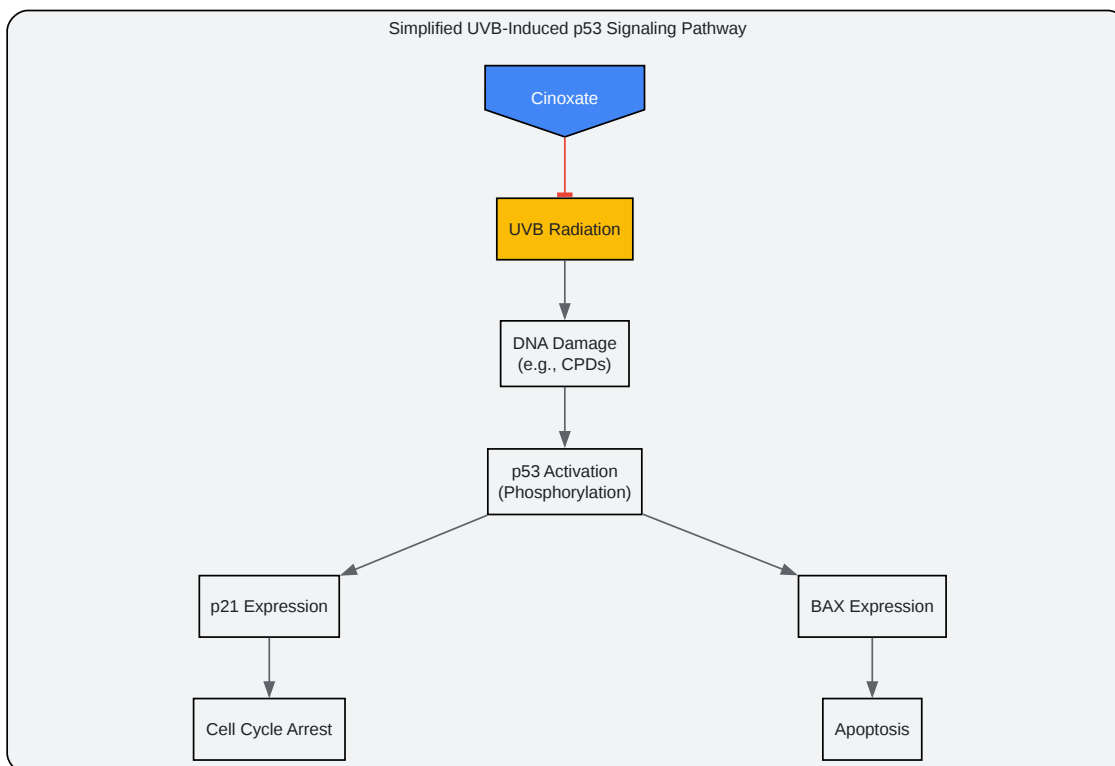 Simplified UVB-Induced p53 Signaling Pathway
Cinoxate
UVB Radiation
DNA Damage
(e.g., CPDs)
p53 Activation
(Phosphorylation)
p21 Expression
BAX Expression
Cell Cycle Arrest
Apoptosis